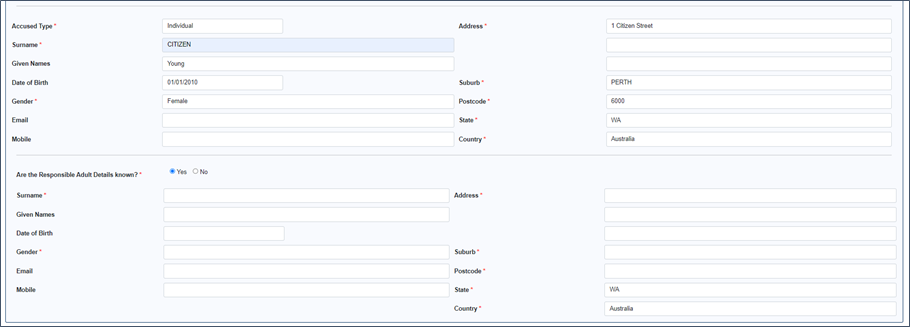 Accused Type * Individual Address * 1 Citizen Street
Surname * CITIZEN
Given Names Young
Date of Birth 01/01/2010 Suburb * PERTH
Gender * Female Postcode * 6000
Email State * WA
Mobile Country * Australia
Are the Responsible Adult Details known? * Yes No
Surname * Address *
Given Names
Date of Birth
Gender * Suburb *
Email Postcode *
Mobile State * WA
Country * Australia